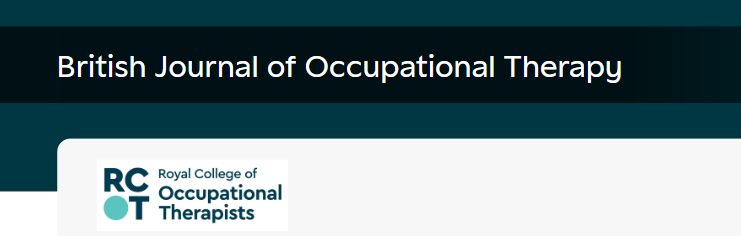 British Journal of Occupational Therapy
RC Royal College of
OT Occupational
Therapists